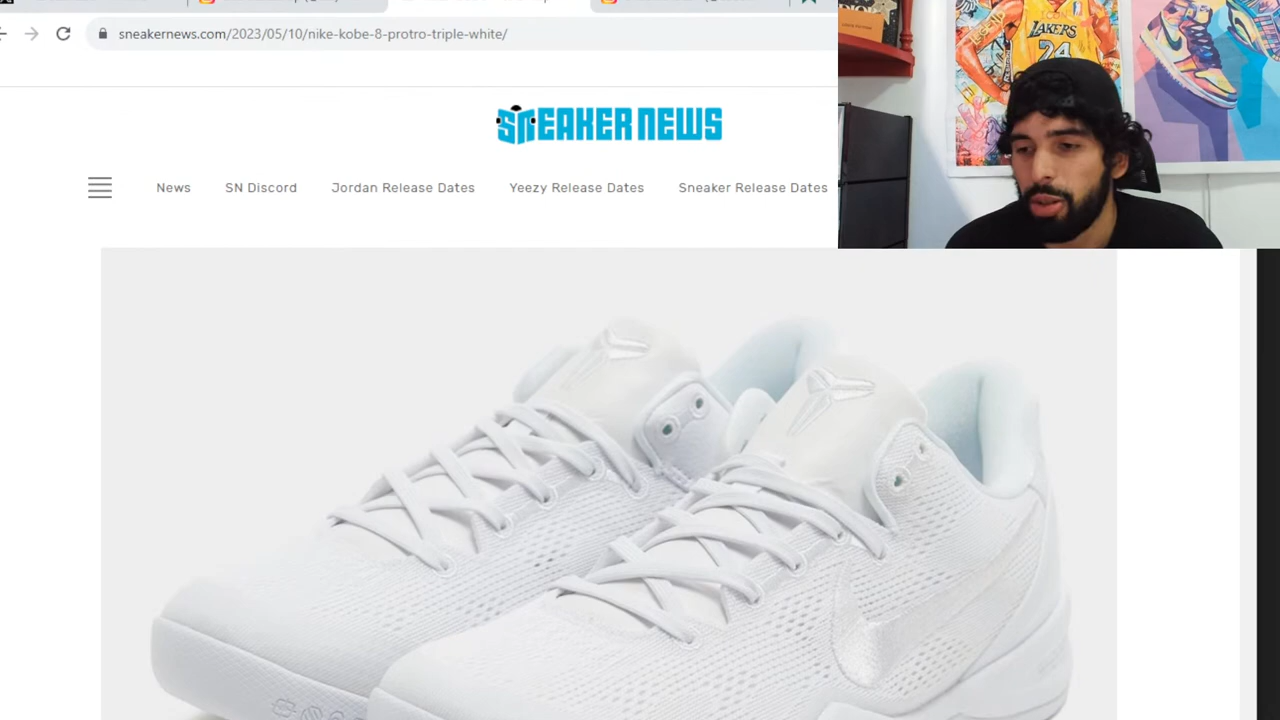 sneakernews.com/2023/05/10/nike-kobe-8-protro-triple-white/
SNEAKER NEWS
News SN Discord Jordan Release Dates Yeezy Release Dates Sneaker Release Dates
LAKERS
24